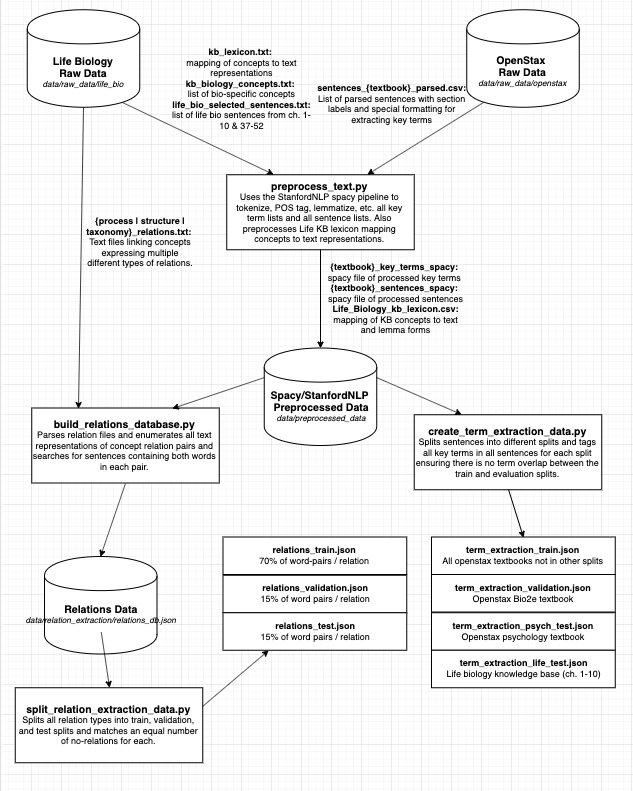 Life Biology
Raw Data
data/raw_data/life_bio
kb_lexicon.txt:
mapping of concepts to text
representations
kb_biology_concepts.txt:
list of bio-specific concepts
life_bio_selected_sentences.txt:
list of life bio sentences from ch. 1-
10 & 37-52
sentences_{textbook}_parsed.csv:
List of parsed sentences with section
labels and special formatting for
extracting key terms
OpenStax
Raw Data
data/raw_data/openstax
preprocess_text.py
Uses the StanfordNLP spacy pipeline to
tokenize, POS tag, lemmatize, etc. all key
term lists and all sentence lists. Also
preprocesses Life KB lexicon mapping
concepts to text representations.
{process | structure |
taxonomy}_relations.txt:
Text files linking concepts
expressing multiple
different types of relations.
{textbook}_key_terms_spacy:
spacy file of processed key terms
{textbook}_sentences_spacy:
spacy file of processed sentences
Life_Biology_kb_lexicon.csv:
mapping of KB concepts to text
and lemma forms
Spacy/StanfordNLP
Preprocessed Data
data/preprocessed_data
build_relations_database.py
Parses relation files and enumerates all text
representations of concept relation pairs and
searches for sentences containing both words
in each pair.
create_term_extraction_data.py
Splits sentences into different splits and tags
all key terms in all sentences for each split
ensuring there is no term overlap between the
train and evaluation splits.
Relations Data
data/relation_extraction/relations_db.json
relations_train.json
70% of word-pairs / relation
relations_validation.json
15% of word pairs / relation
relations_test.json
15% of word pairs / relation
term_extraction_train.json
All openstax textbooks not in other splits
term_extraction_validation.json
Openstax Bio2e textbook
term_extraction_psych_test.json
Openstax psychology textbook
term_extraction_life_test.json
Life biology knowledge base (ch. 1-10)
split_relation_extraction_data.py
Splits all relation types into train, validation,
and test splits and matches an equal number
of no-relations for each.